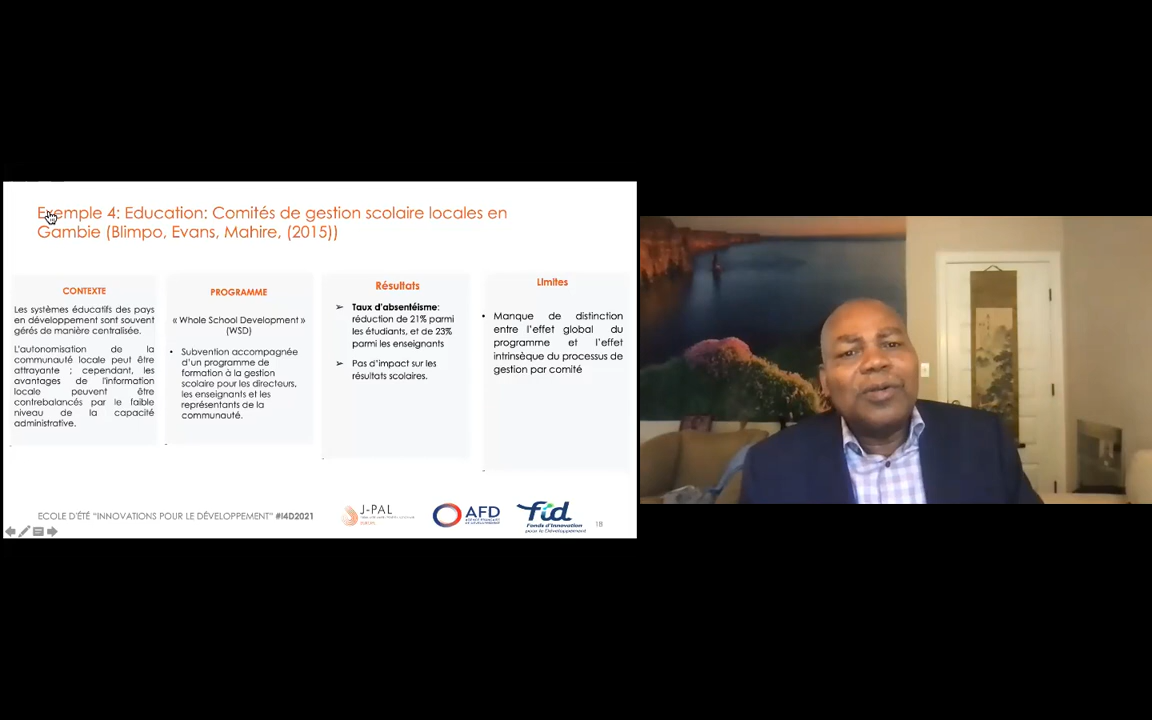 Exemple 4: Education: Comités de gestion scolaire locales en
Gambie (Blimpo, Evans, Mahire, (2015))
CONTEXTE
Les systèmes éducatifs des pays
en développement sont souvent
gérés de manière centralisée.
L'autonomisation de la
communauté locale peut être
attrayante ; cependant, les
avantages de l'information
locale peuvent être
contrebalancés par le faible
niveau de la capacité
administrative.
PROGRAMME
« Whole School Development »
(WSD)
• Subvention accompagnée
d'un programme de
formation à la gestion
scolaire pour les directeurs,
les enseignants et les
représentants de la
communauté.
Résultats
➢ Taux d'absentéisme:
réduction de 21% parmi
les étudiants, et de 23%
parmi les enseignants
➢ Pas d'impact sur les
résultats scolaires.
Limites
• Manque de distinction
entre l'effet global du
programme et l'effet
intrinsèque du processus de
gestion par comité
ECOLE D'ÉTÉ "INNOVATIONS POUR LE DÉVELOPPEMENT" #I4D2021
J-PAL
AFD
fid
Fonds d'Innovation
pour le Développement
18